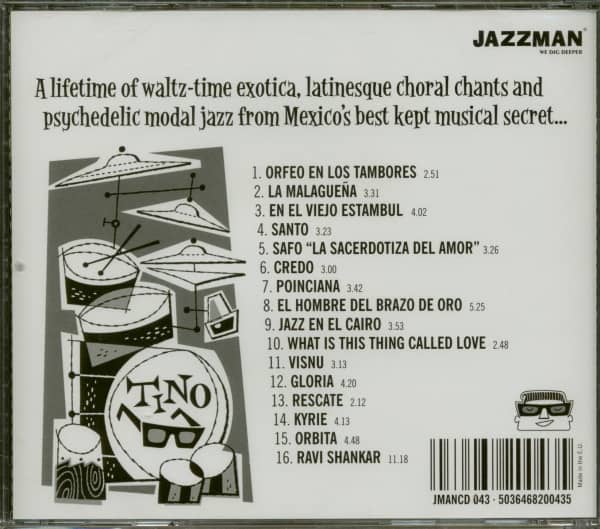 JAZZMAN
WE DIG DEEPER
A lifetime of waltz-time exotica, latinesque choral chants and
psychedelic modal jazz from Mexico's best kept musical secret...
1. ORFEO EN LOS TAMBORES 2.51
2. LA MALAGUEÑA 3.31
3. EN EL VIEJO ESTAMBUL 4.02
4. SANTO 3.23
5. SAFO "LA SACERDOTIZA DEL AMOR" 3.26
6. CREDO 3.00
7. POINCIANA 3.42
8. EL HOMBRE DEL BRAZO DE ORO 5.25
9. JAZZ EN EL CAIRO 3.53
10. WHAT IS THIS THING CALLED LOVE 2.48
11. VISNU 3.13
12. GLORIA 4.20
13. RESCATE 2.12
14. KYRIE 4.13
15. ORBITA 4.48
16. RAVI SHANKAR 11.18
TINO
Made in the E.U.
JMANCD 043 · 5036468200435